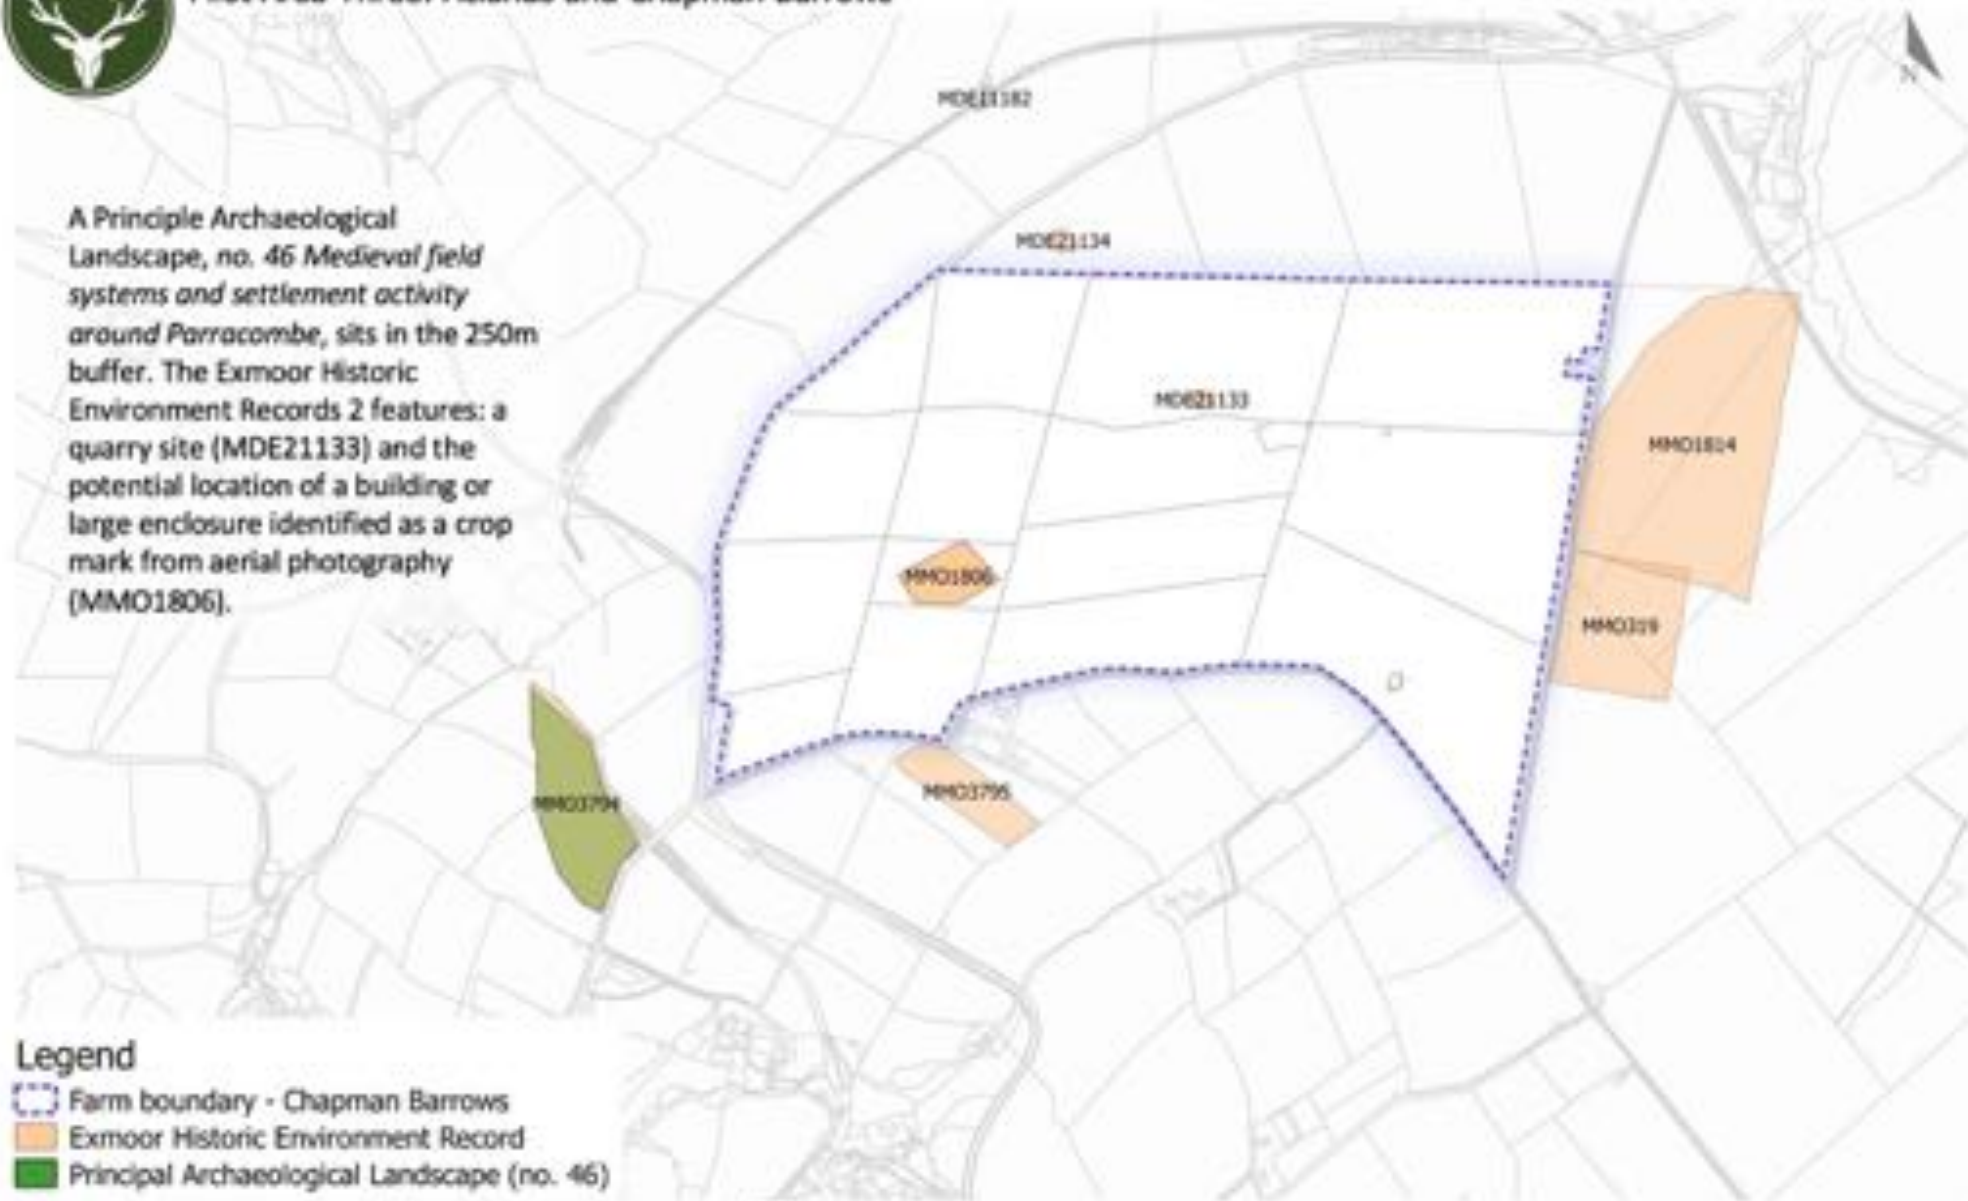 MDE11182
N
A Principle Archaeological
Landscape, no. 46 Medieval field
systems and settlement activity
around Parracombe, sits in the 250m
buffer. The Exmoor Historic
Environment Records 2 features: a
quarry site (MDE21133) and the
potential location of a building or
large enclosure identified as a crop
mark from aerial photography
(MMO1806).
MDE21134
MDE21133
MMO1814
MMO1806
MMO319
MMO3794
MMO3795
Legend
Farm boundary - Chapman Barrows
Exmoor Historic Environment Record
Principal Archaeological Landscape (no. 46)